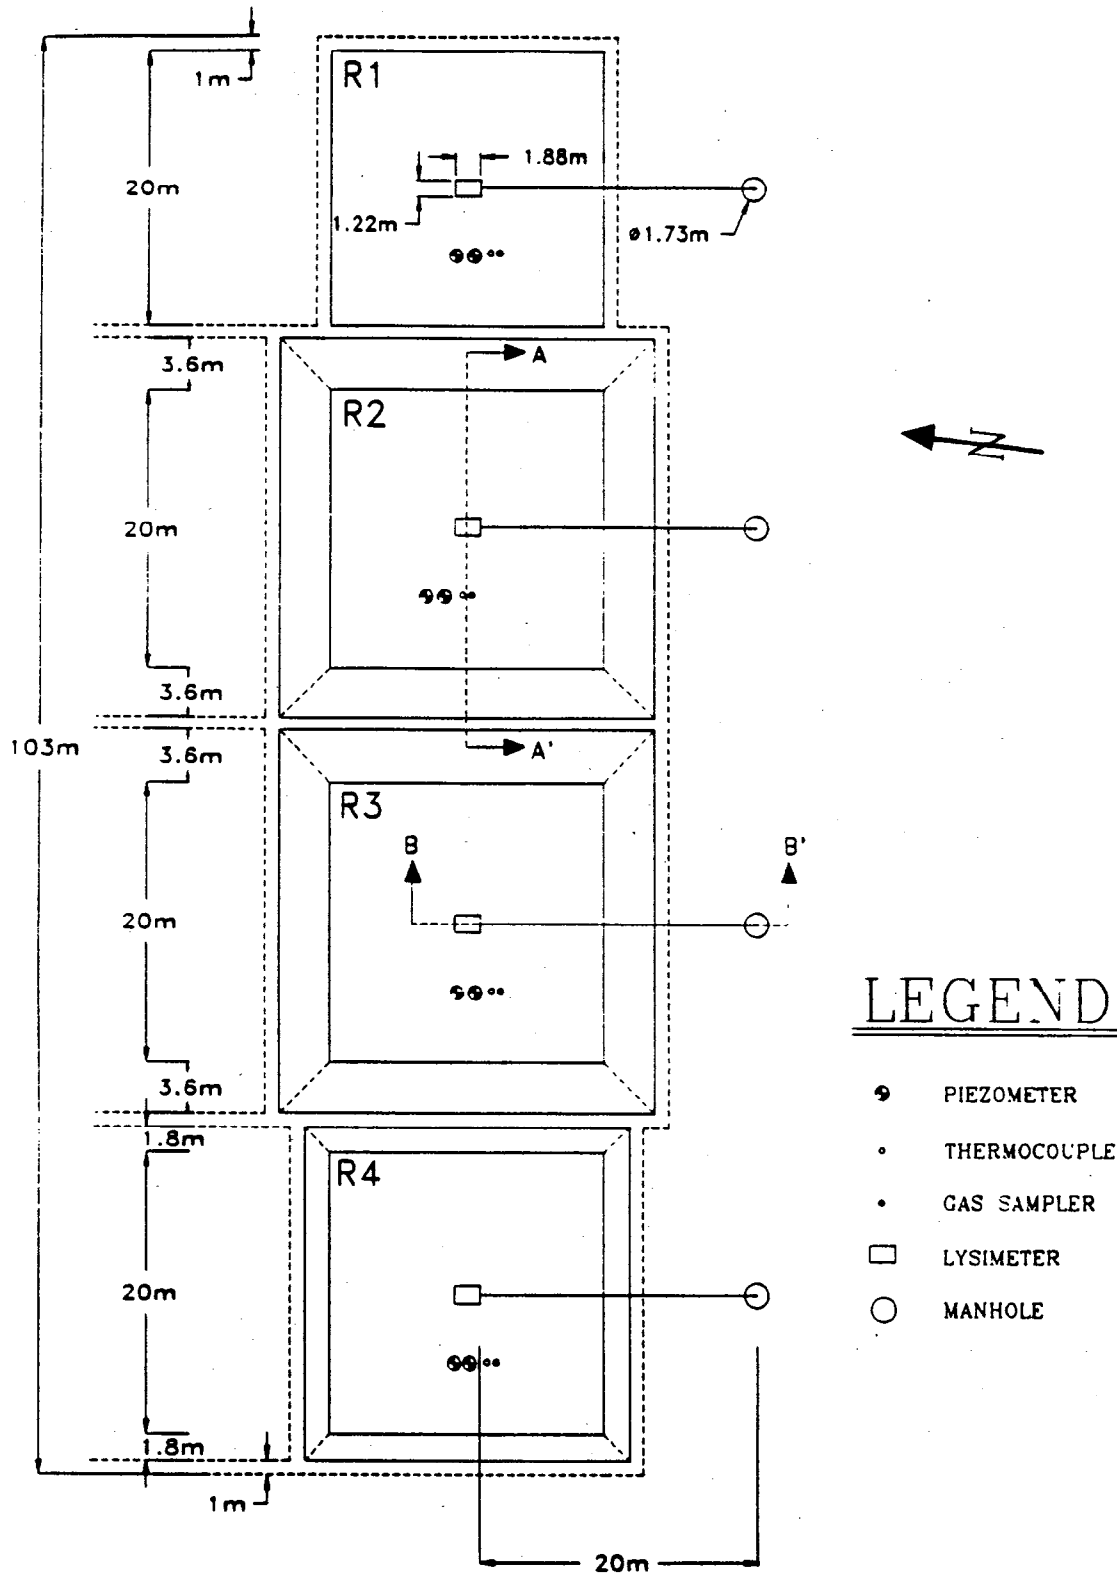 1m
R1
1.88m
20m
1.22m
ø1.73m
3.6m
A
R2
N
20m
3.6m
103m
3.6m
A'
R3
B
B'
20m
LEGEND
3.6m
PIEZOMETER
1.8m
THERMOCOUPLE
R4
GAS SAMPLER
LYSIMETER
20m
MANHOLE
1.8m
1m
20m